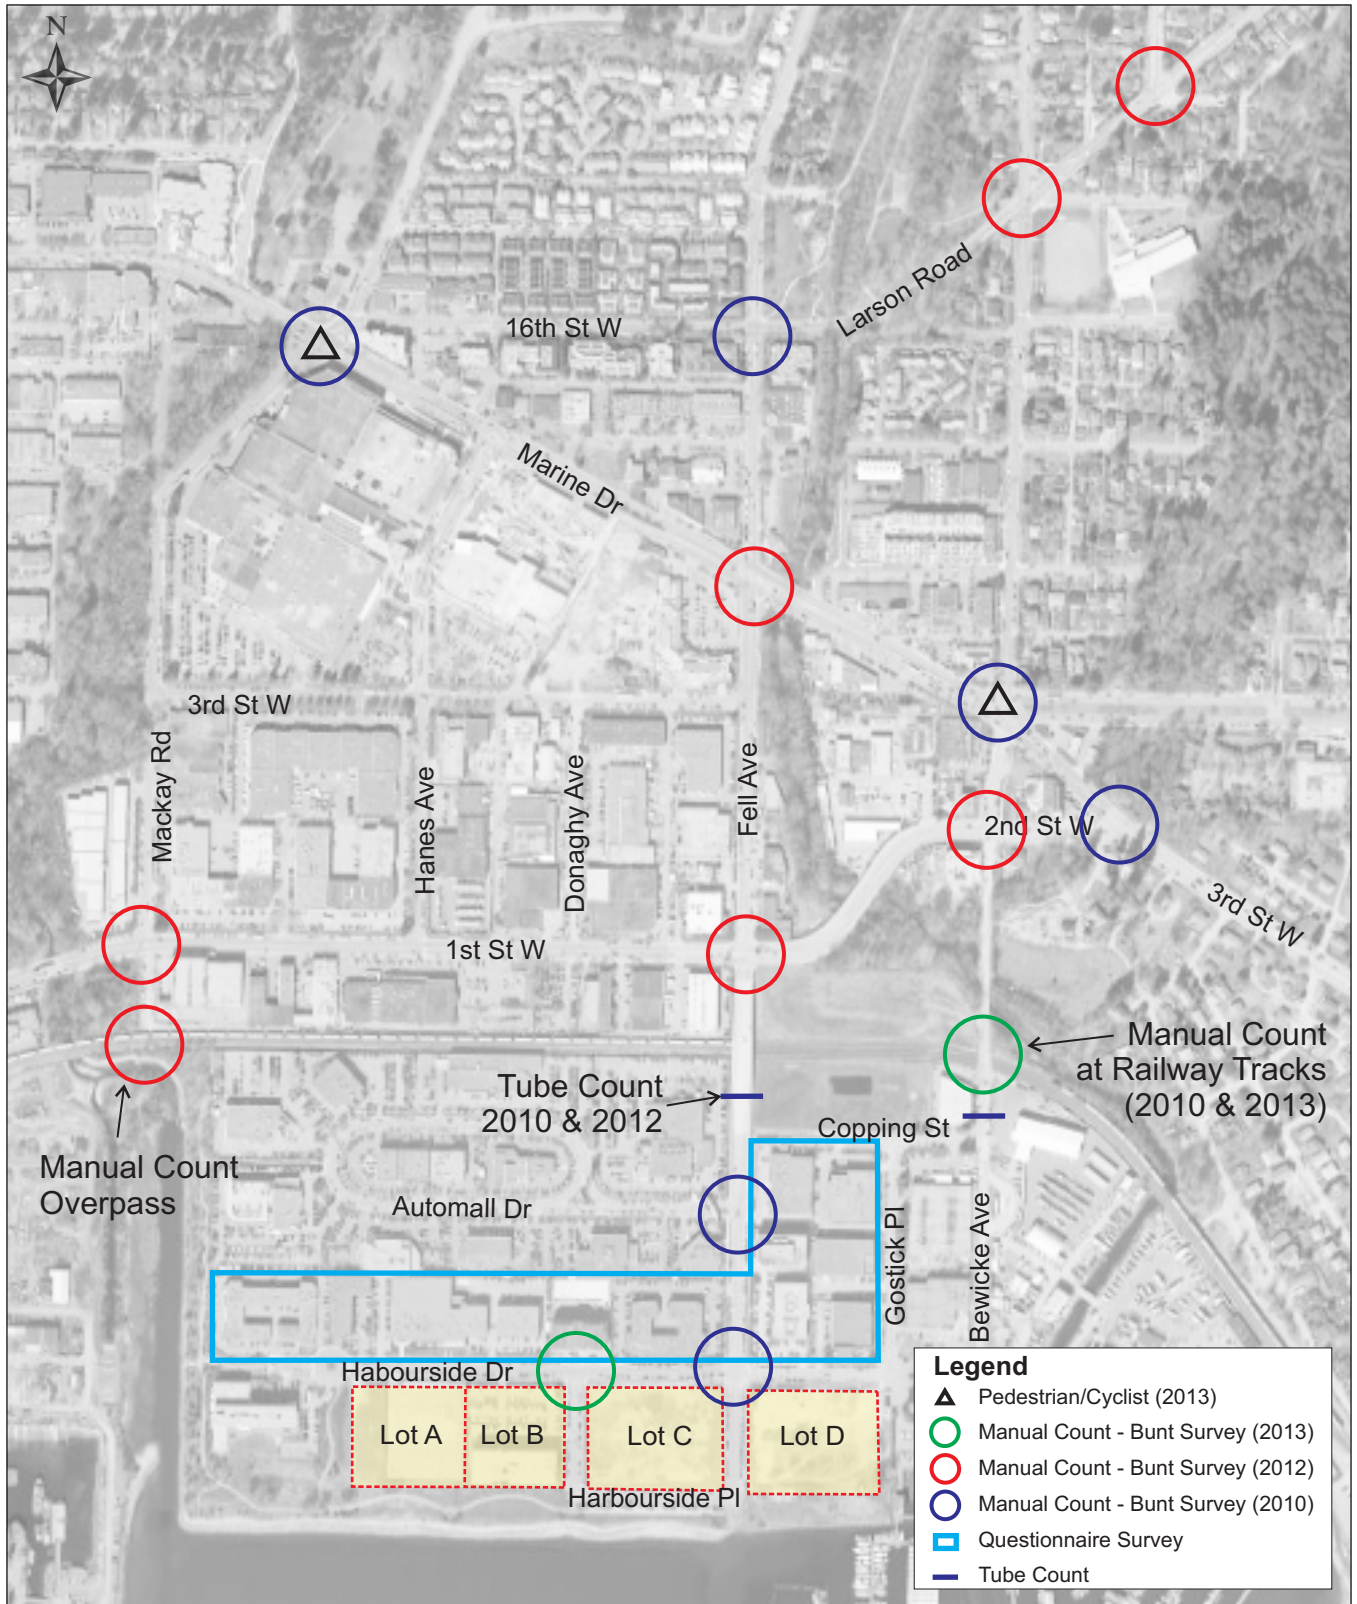 N
Larson Road
16th St W
Marine Dr
3rd St W
Mackay Rd
Hanes Ave
Donaghy Ave
Fell Ave
2nd St W
3rd St W
1st St W
Manual Count
at Railway Tracks
(2010 & 2013)
Tube Count
2010 & 2012
Copping St
Manual Count
Overpass
Automall Dr
Gostick Pl
Bewicke Ave
Habourside Dr
Lot A
Lot B
Lot C
Lot D
Harbourside Pl
Legend
Pedestrian/Cyclist (2013)
Manual Count - Bunt Survey (2013)
Manual Count - Bunt Survey (2012)
Manual Count - Bunt Survey (2010)
Questionnaire Survey
Tube Count